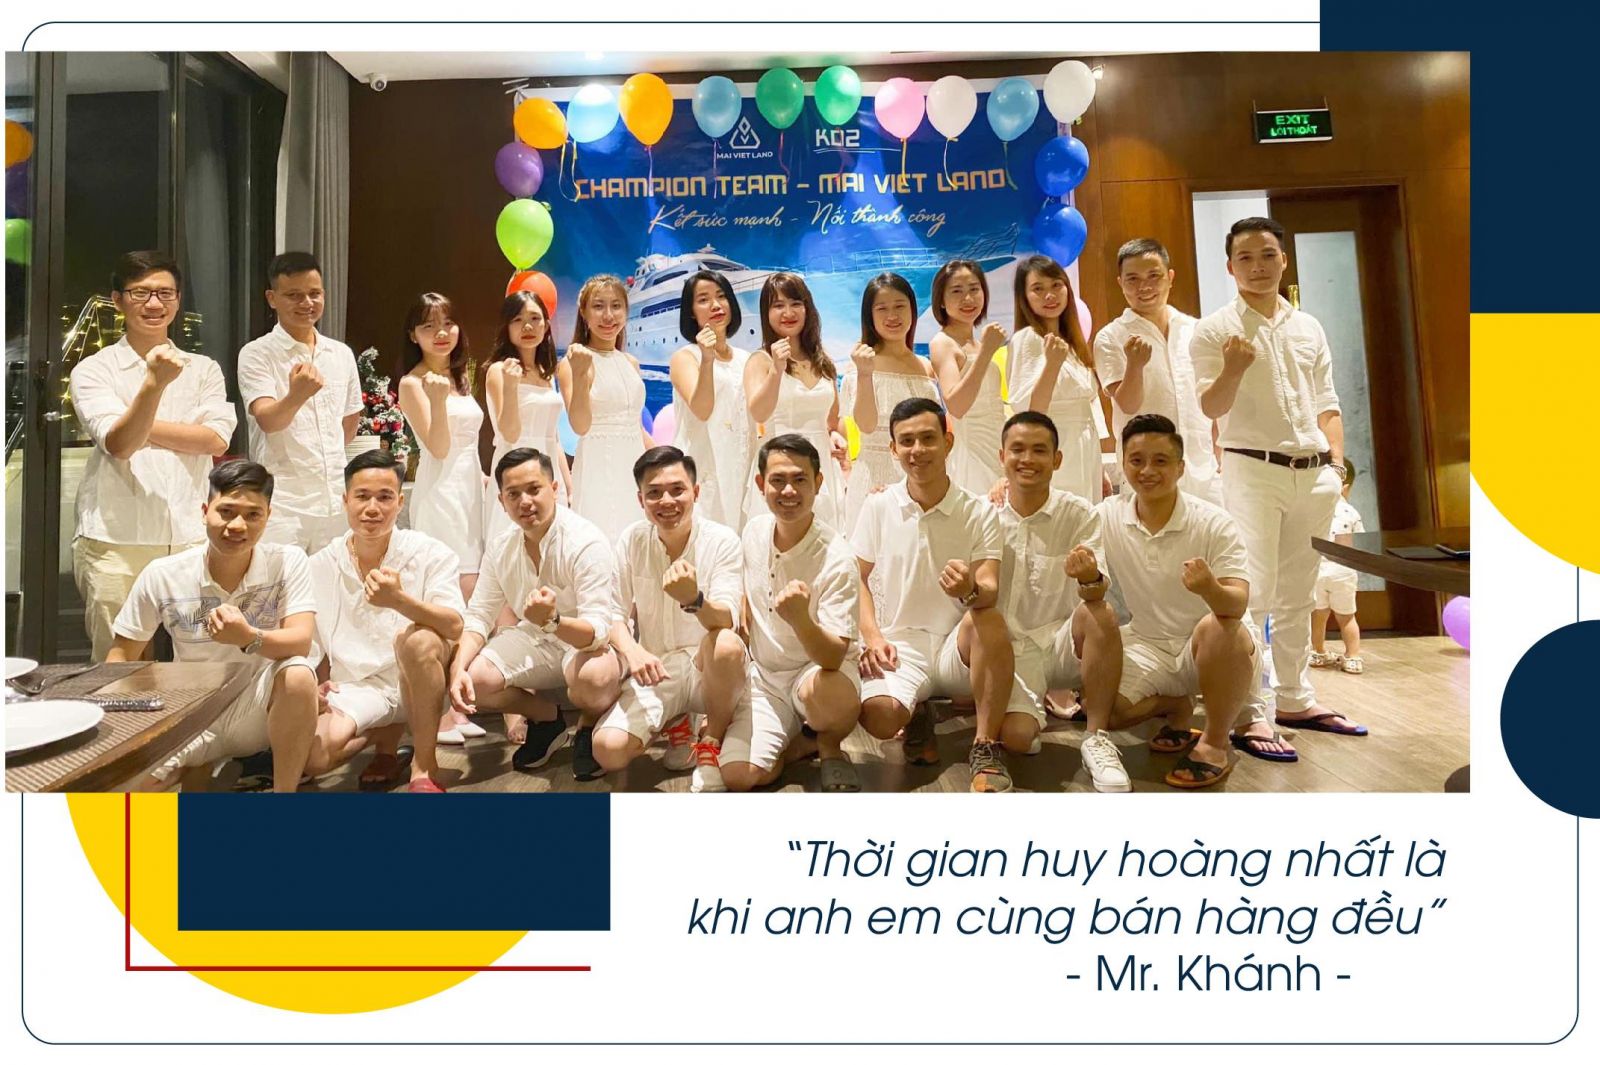 MAI VIET LAND
KD2
CHAMPION TEAM - MAI VIET LAND
Kết sức mạnh - Nối thành công
EXIT
LỐI THOÁT
“Thời gian huy hoàng nhất là
khi anh em cùng bán hàng đều”
- Mr. Khánh -